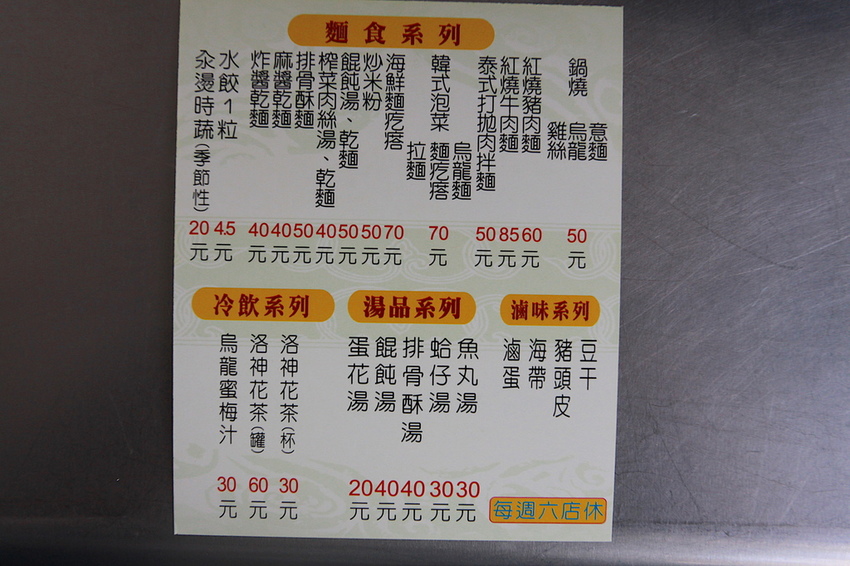 麵食系列
鍋燒 意麵 烏龍 雞絲 50元
紅燒豬肉麵 60元
紅燒牛肉麵 85元
泰式打拋肉拌麵 50元
韓式泡菜 烏龍麵 麵疙瘩 拉麵 70元
海鮮麵疙瘩 70元
炒米粉 50元
餛飩湯、乾麵 50元
榨菜肉絲湯、乾麵 40元
排骨酥麵 50元
麻醬乾麵 40元
炸醬乾麵 40元
水餃1粒 4.5元
汆燙時蔬(季節性) 20元
滷味系列
豆干
豬頭皮
海帶
滷蛋
湯品系列
魚丸湯 30元
蛤仔湯 30元
排骨酥湯 40元
餛飩湯 40元
蛋花湯 20元
冷飲系列
洛神花茶(杯) 30元
洛神花茶(罐) 60元
烏龍蜜梅汁 30元
每週六店休